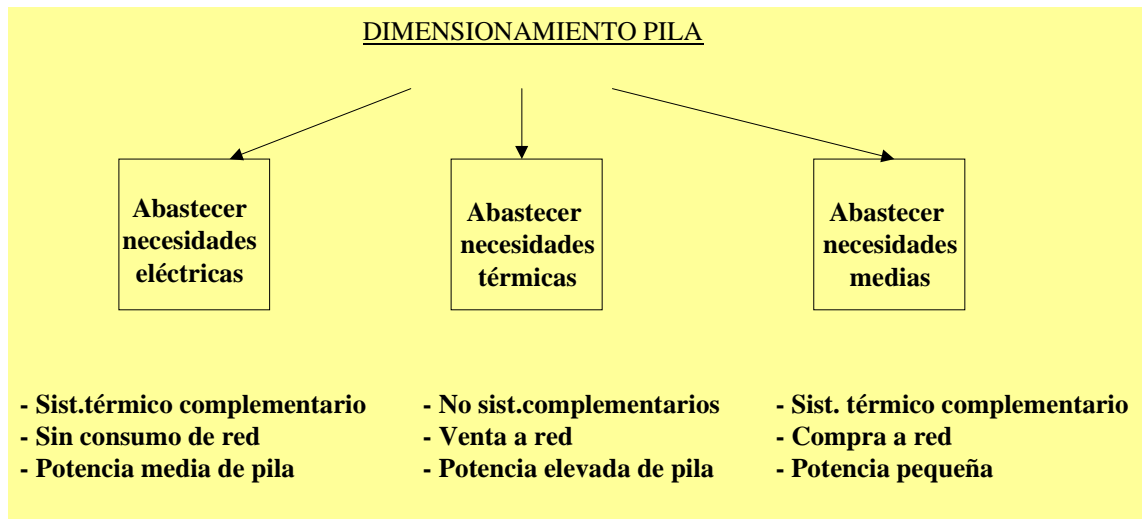 DIMENSIONAMIENTO PILA
Abastecer
necesidades
eléctricas
Abastecer
necesidades
térmicas
Abastecer
necesidades
medias
- Sist.térmico complementario
- Sin consumo de red
- Potencia media de pila
- No sist.complementarios
- Venta a red
- Potencia elevada de pila
- Sist. térmico complementario
- Compra a red
- Potencia pequeña